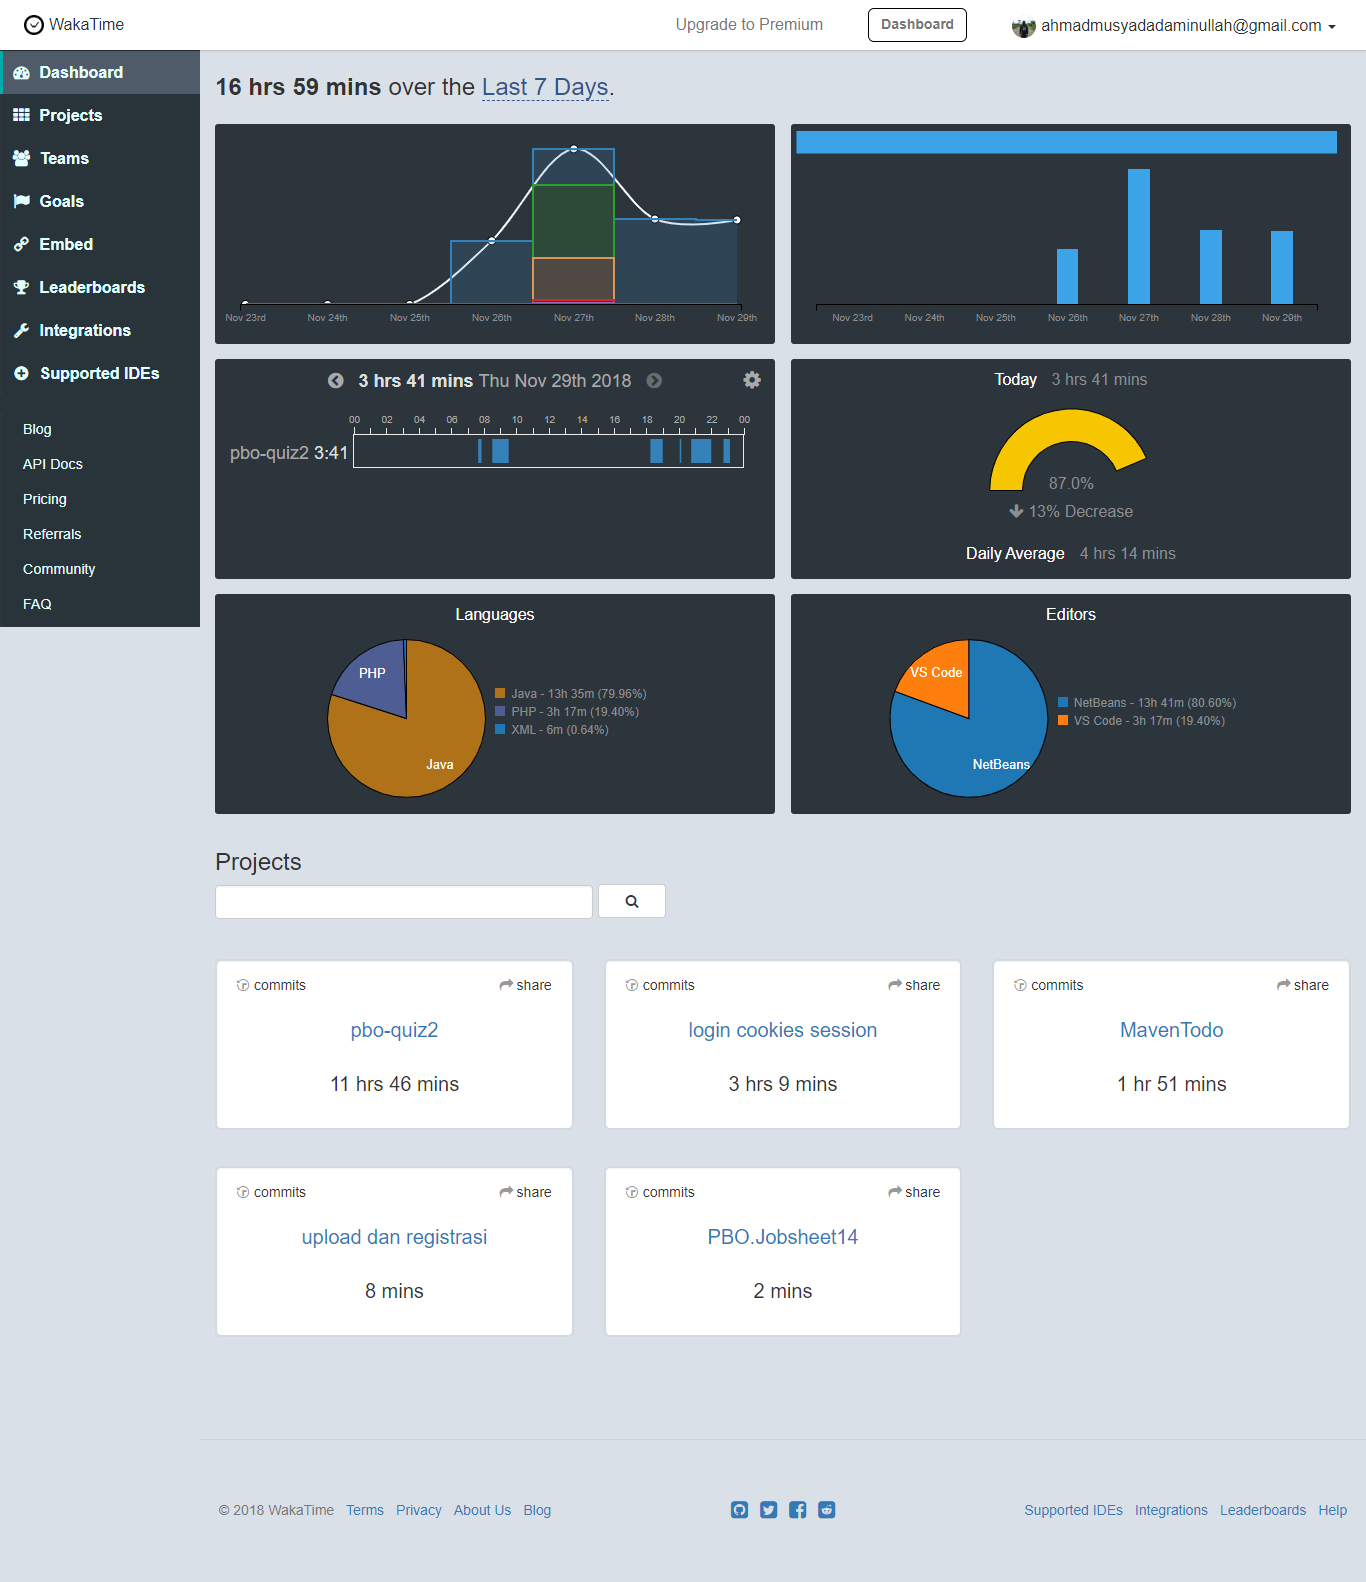 WakaTime
Upgrade to Premium
Dashboard
ahmadmusyadadaminullah@gmail.com
Dashboard
Projects
Teams
Goals
Embed
Leaderboards
Integrations
Supported IDEs
Blog
API Docs
Pricing
Referrals
Community
FAQ
16 hrs 59 mins over the Last 7 Days.
Nov 23rd Nov 24th Nov 25th Nov 26th Nov 27th Nov 28th Nov 29th
Nov 23rd Nov 24th Nov 25th Nov 26th Nov 27th Nov 28th Nov 29th
3 hrs 41 mins Thu Nov 29th 2018
00 02 04 06 08 10 12 14 16 18 20 22 00
pbo-quiz2 3:41
Today 3 hrs 41 mins
87.0%
13% Decrease
Daily Average 4 hrs 14 mins
Languages
PHP
Java
Java - 13h 35m (79.96%)
PHP - 3h 17m (19.40%)
XML - 6m (0.64%)
Editors
VS Code
NetBeans
NetBeans - 13h 41m (80.60%)
VS Code - 3h 17m (19.40%)
Projects
commits share
pbo-quiz2
11 hrs 46 mins
commits share
login cookies session
3 hrs 9 mins
commits share
MavenTodo
1 hr 51 mins
commits share
upload dan registrasi
8 mins
commits share
PBO.Jobsheet14
2 mins
© 2018 WakaTime Terms Privacy About Us Blog
Supported IDEs Integrations Leaderboards Help